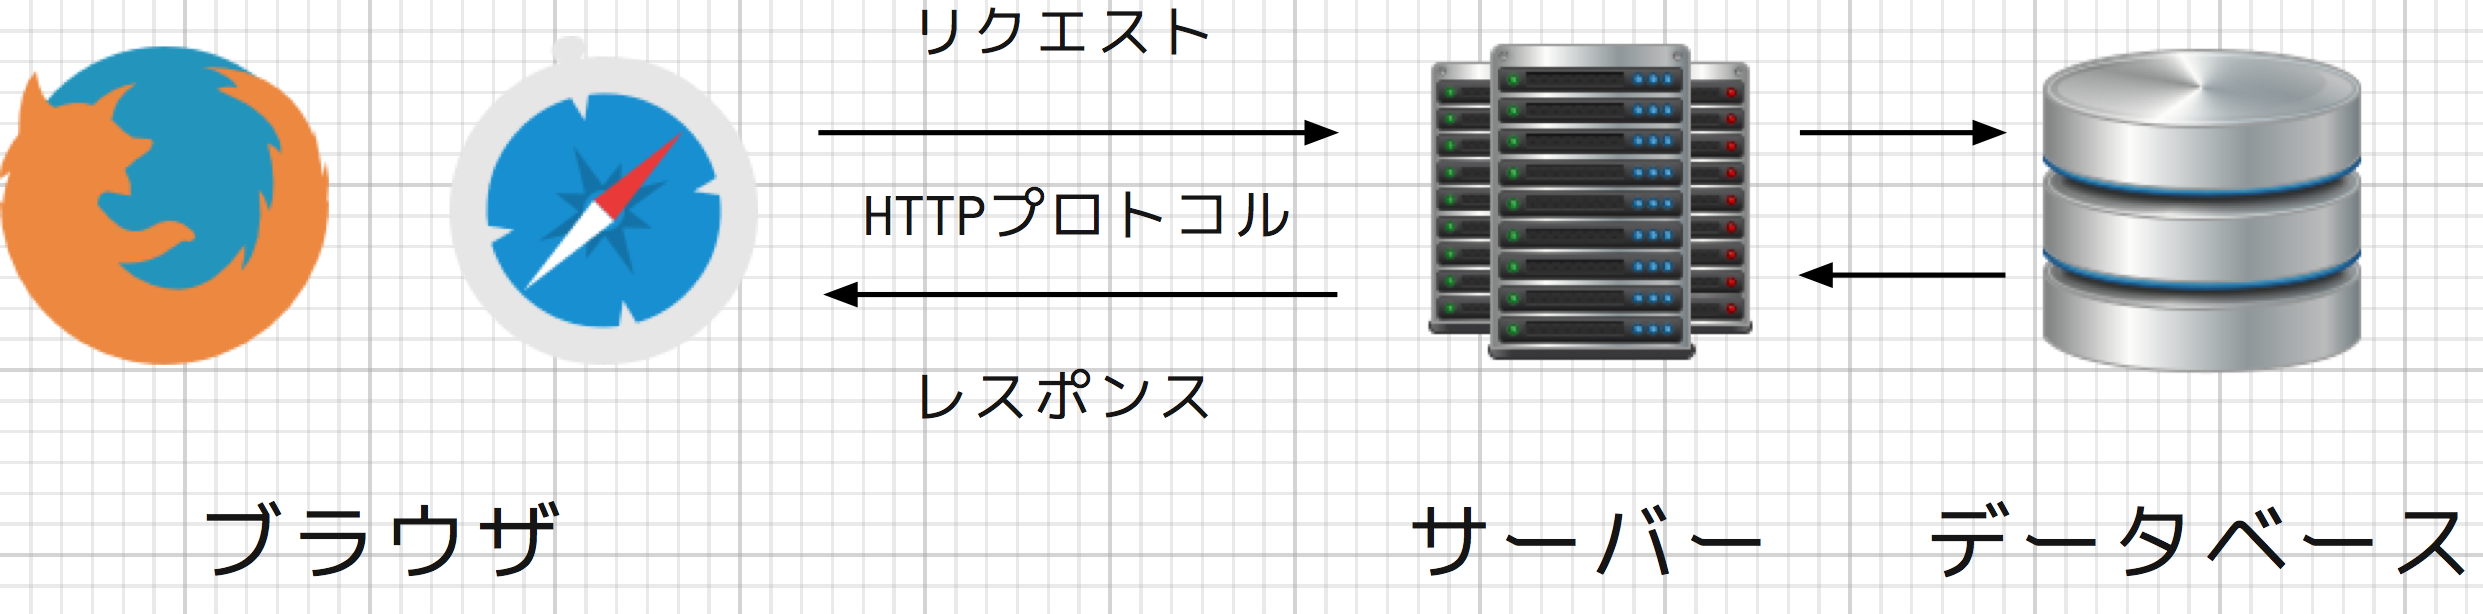 リクエスト
HTTPプロトコル
レスポンス
ブラウザ
サーバー
データベース